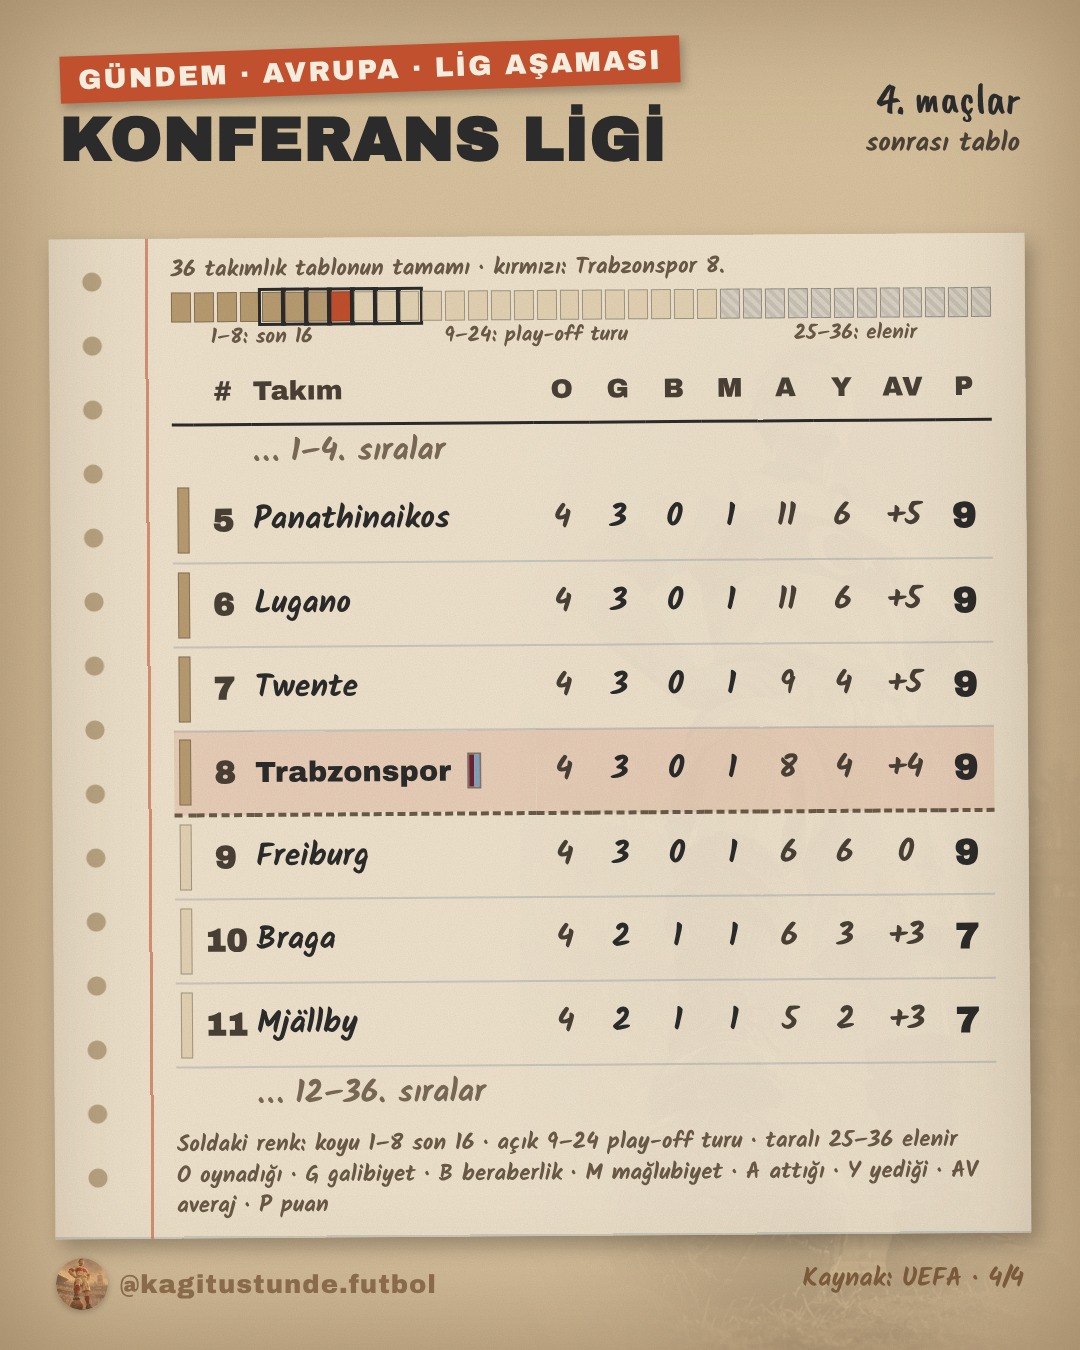 GÜNDEM · AVRUPA · LİG AŞAMASI
KONFERANS LİGİ
4. maçlar
sonrası tablo
36 takımlık tablonun tamamı · kırmızı: Trabzonspor 8.
1–8: son 16 9–24: play-off turu 25–36: elenir
# Takım O G B M A Y AV P
... 1–4. sıralar
5 Panathinaikos 4 3 0 1 11 6 +5 9
6 Lugano 4 3 0 1 11 6 +5 9
7 Twente 4 3 0 1 9 4 +5 9
8 Trabzonspor 4 3 0 1 8 4 +4 9
9 Freiburg 4 3 0 1 6 6 0 9
10 Braga 4 2 1 1 6 3 +3 7
11 Mjällby 4 2 1 1 5 2 +3 7
... 12–36. sıralar
Soldaki renk: koyu 1–8 son 16 · açık 9–24 play-off turu · taralı 25–36 elenir
O oynadığı · G galibiyet · B beraberlik · M mağlubiyet · A attığı · Y yediği · AV
averaj · P puan
@kagitustunde.futbol
Kaynak: UEFA · 4/4